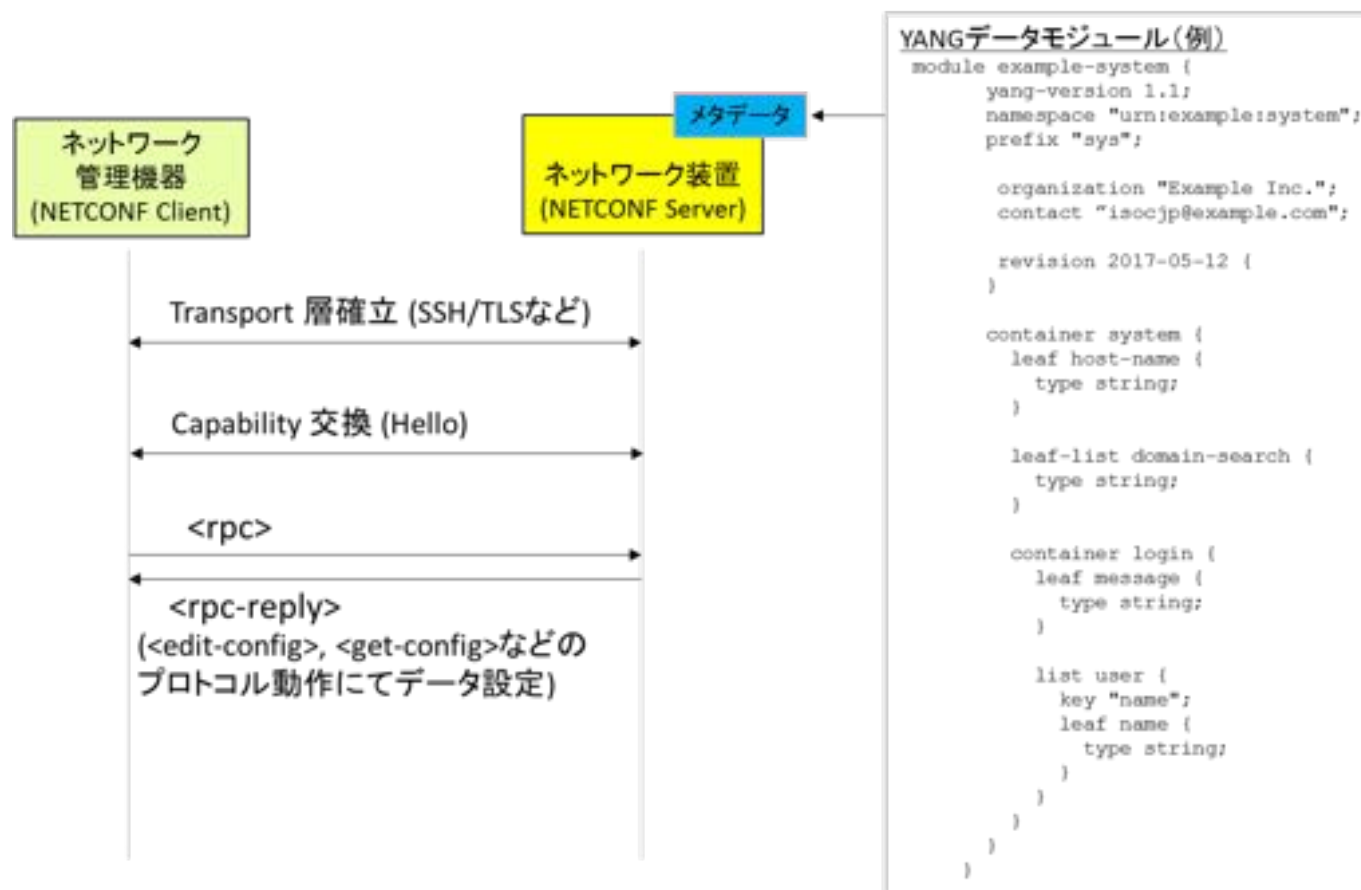 ネットワーク
管理機器
(NETCONF Client)
メタデータ
ネットワーク装置
(NETCONF Server)
Transport 層確立 (SSH/TLSなど)
Capability 交換 (Hello)
<rpc>
<rpc-reply>
(<edit-config>, <get-config>などの
プロトコル動作にてデータ設定)
YANGデータモジュール(例)
module example-system {
yang-version 1.1;
namespace "urn:example:system";
prefix "sys";
organization "Example Inc.";
contact "isocjp@example.com";
revision 2017-05-12 {
}
container system {
leaf host-name {
type string;
}
leaf-list domain-search {
type string;
}
container login {
leaf message {
type string;
}
list user {
key "name";
leaf name {
type string;
}
}
}
}
}